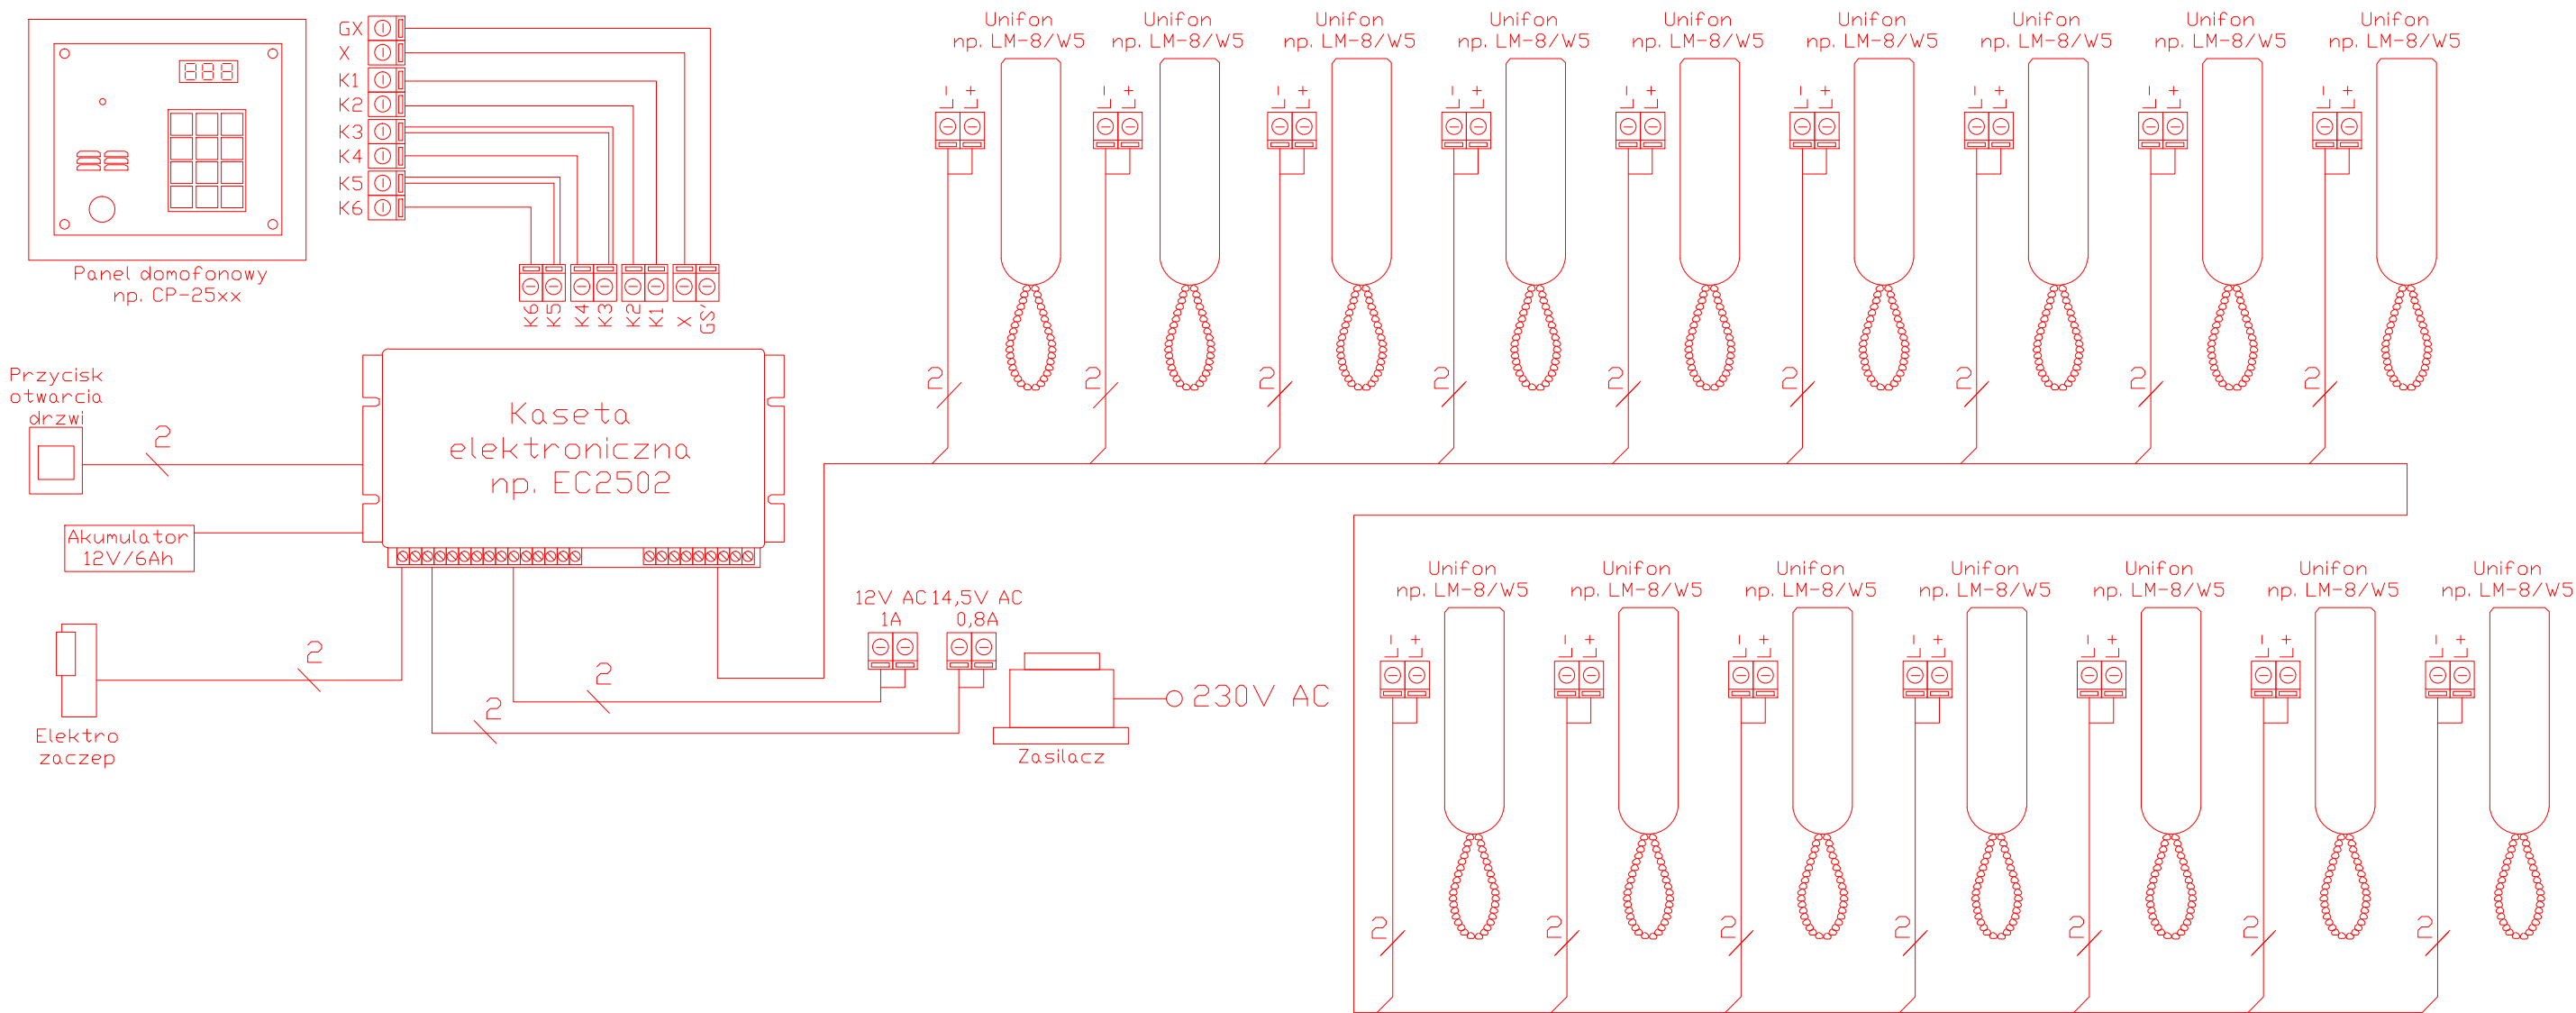 Panel domofonowy
np. CP-25xx
GX
X
K1
K2
K3
K4
K5
K6
K6
K5
K4
K3
K2
K1
X
GS'
Unifon
np. LM-8/W5
L-
L+
2
Unifon
np. LM-8/W5
L-
L+
2
Unifon
np. LM-8/W5
L-
L+
2
Unifon
np. LM-8/W5
L-
L+
2
Unifon
np. LM-8/W5
L-
L+
2
Unifon
np. LM-8/W5
L-
L+
2
Unifon
np. LM-8/W5
L-
L+
2
Unifon
np. LM-8/W5
L-
L+
2
Unifon
np. LM-8/W5
L-
L+
2
Przycisk
otwarcia
drzwi
2
Kaseta
elektroniczna
np. EC2502
Akumulator
12V/6Ah
2
Elektro
zaczep
12V AC
1A
14,5V AC
0,8A
2
2
230V AC
Zasilacz
Unifon
np. LM-8/W5
L-
L+
2
Unifon
np. LM-8/W5
L-
L+
2
Unifon
np. LM-8/W5
L-
L+
2
Unifon
np. LM-8/W5
L-
L+
2
Unifon
np. LM-8/W5
L-
L+
2
Unifon
np. LM-8/W5
L-
L+
2
Unifon
np. LM-8/W5
L-
L+
2